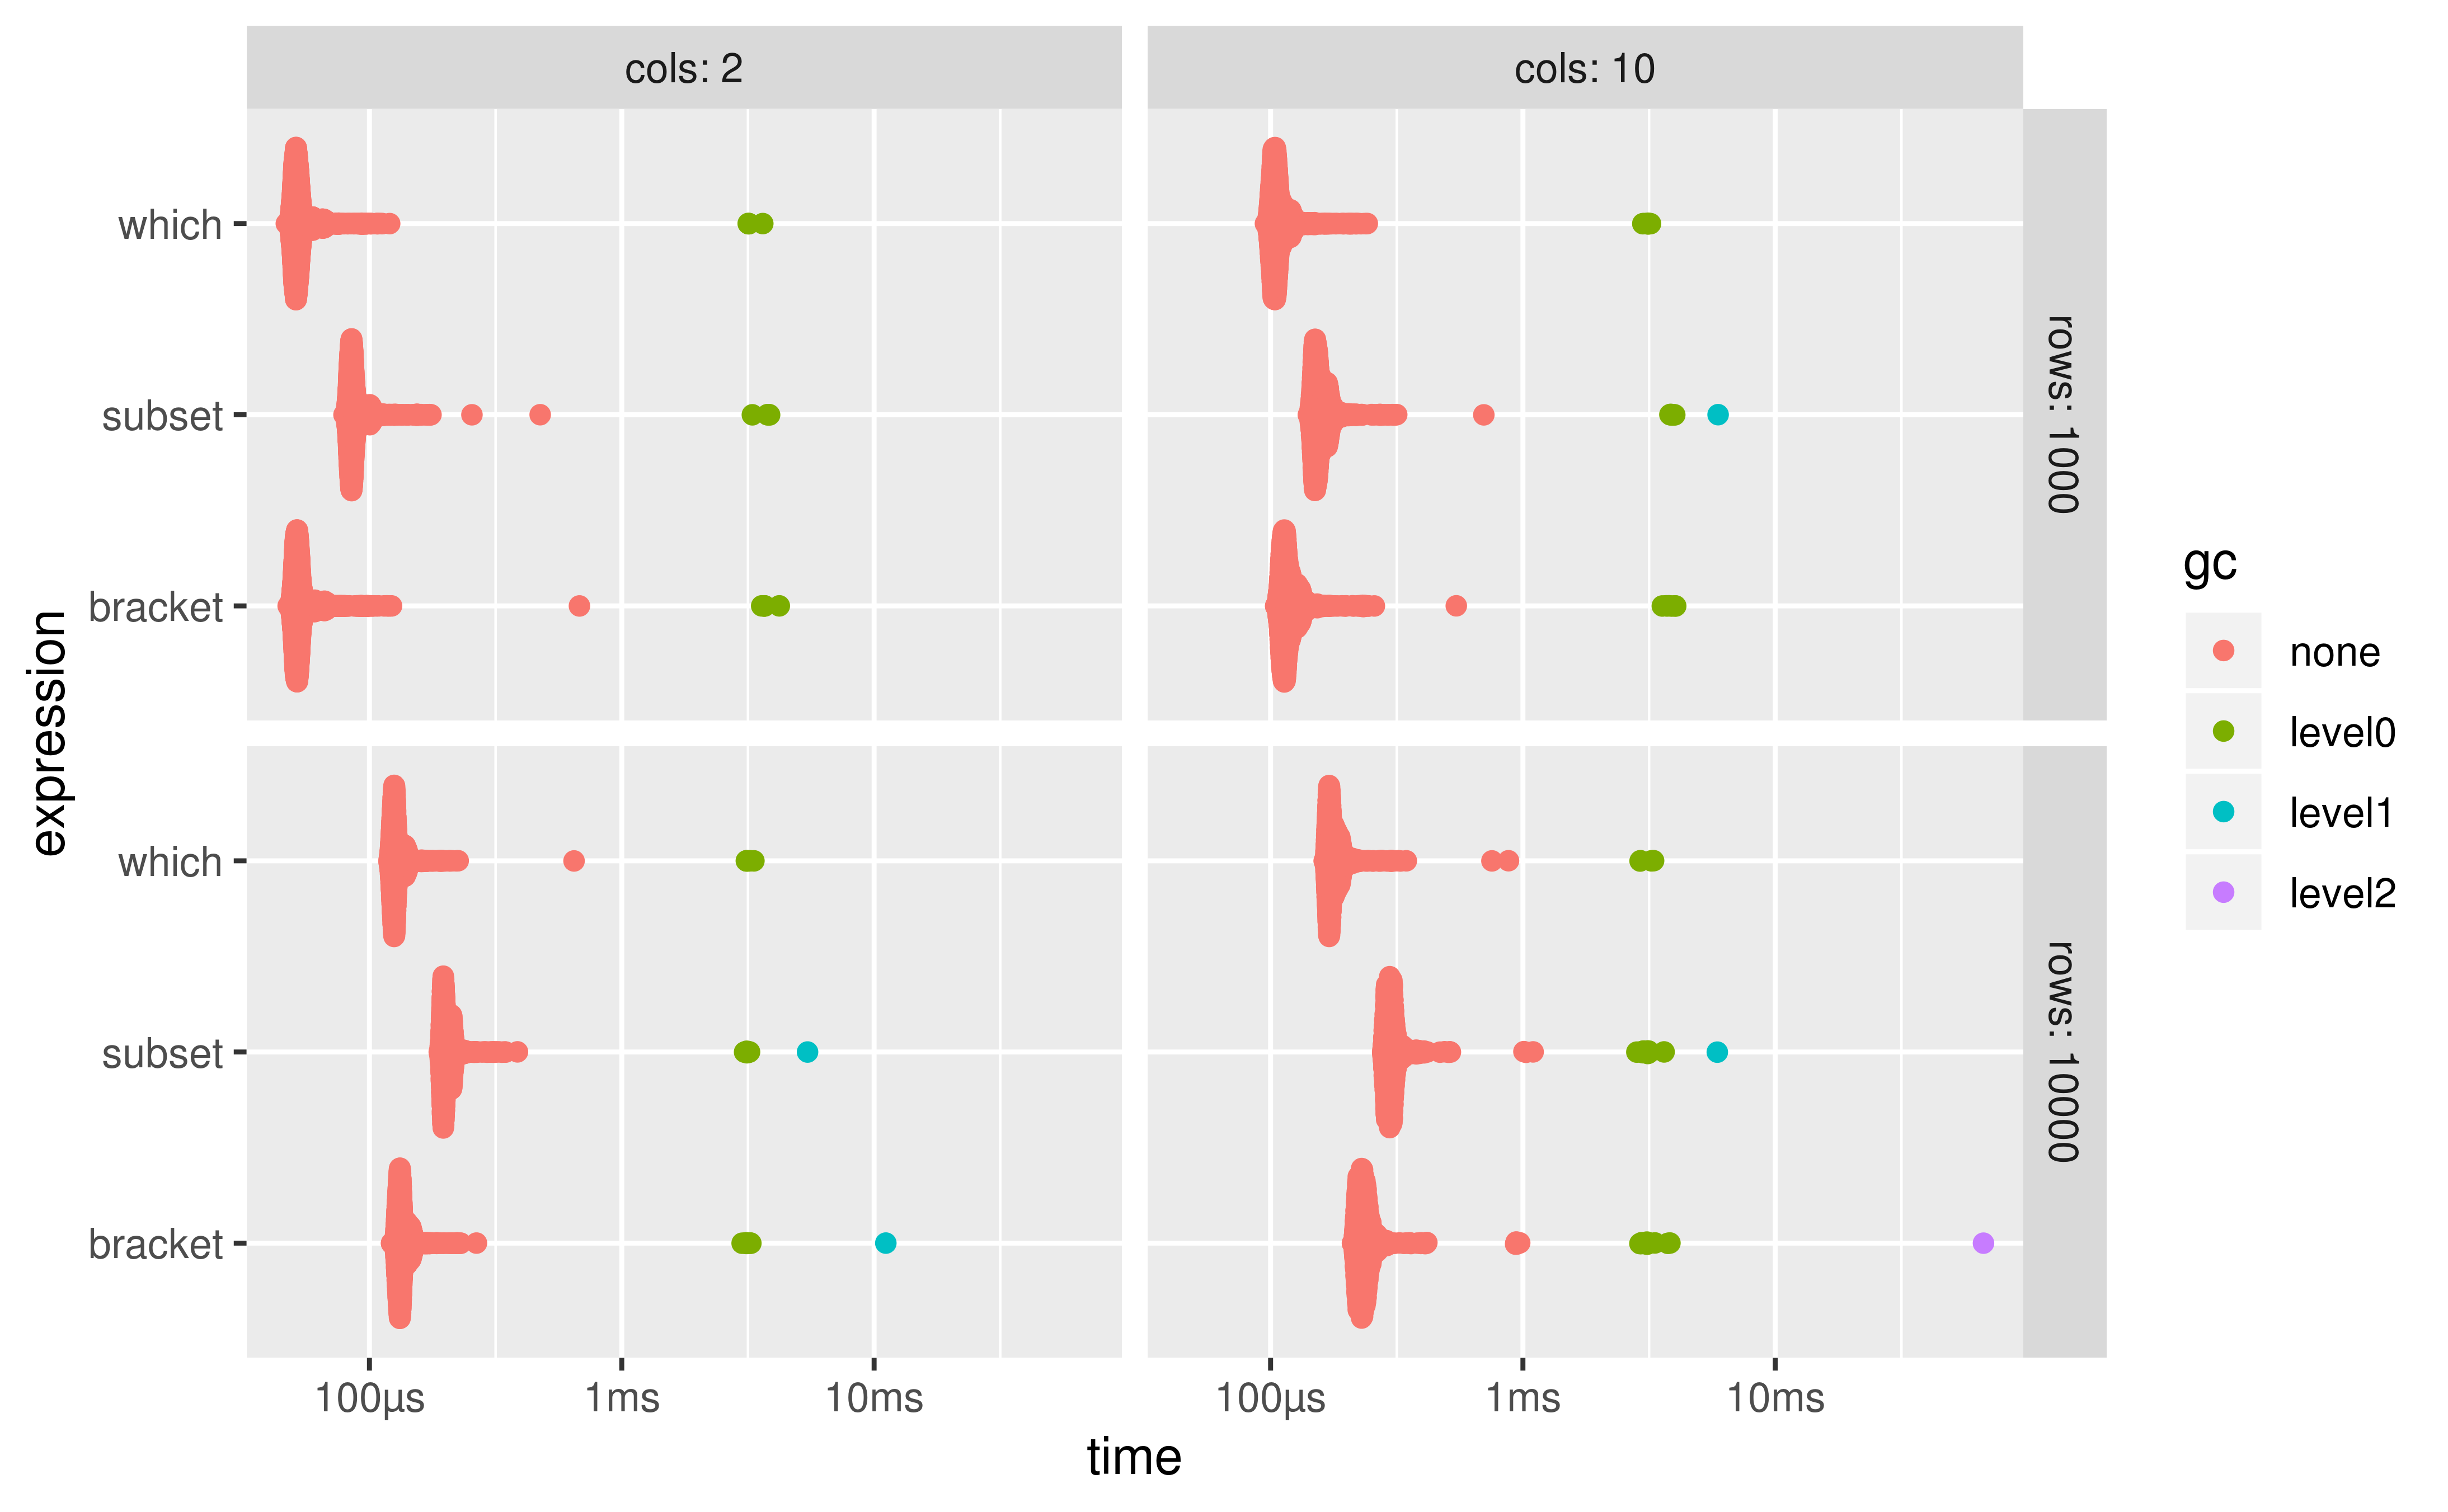 cols: 2
cols: 10
which
subset
bracket
rows: 1000
which
subset
bracket
rows: 10000
100µs
1ms
10ms
100µs
1ms
10ms
time
expression
gc
none
level0
level1
level2